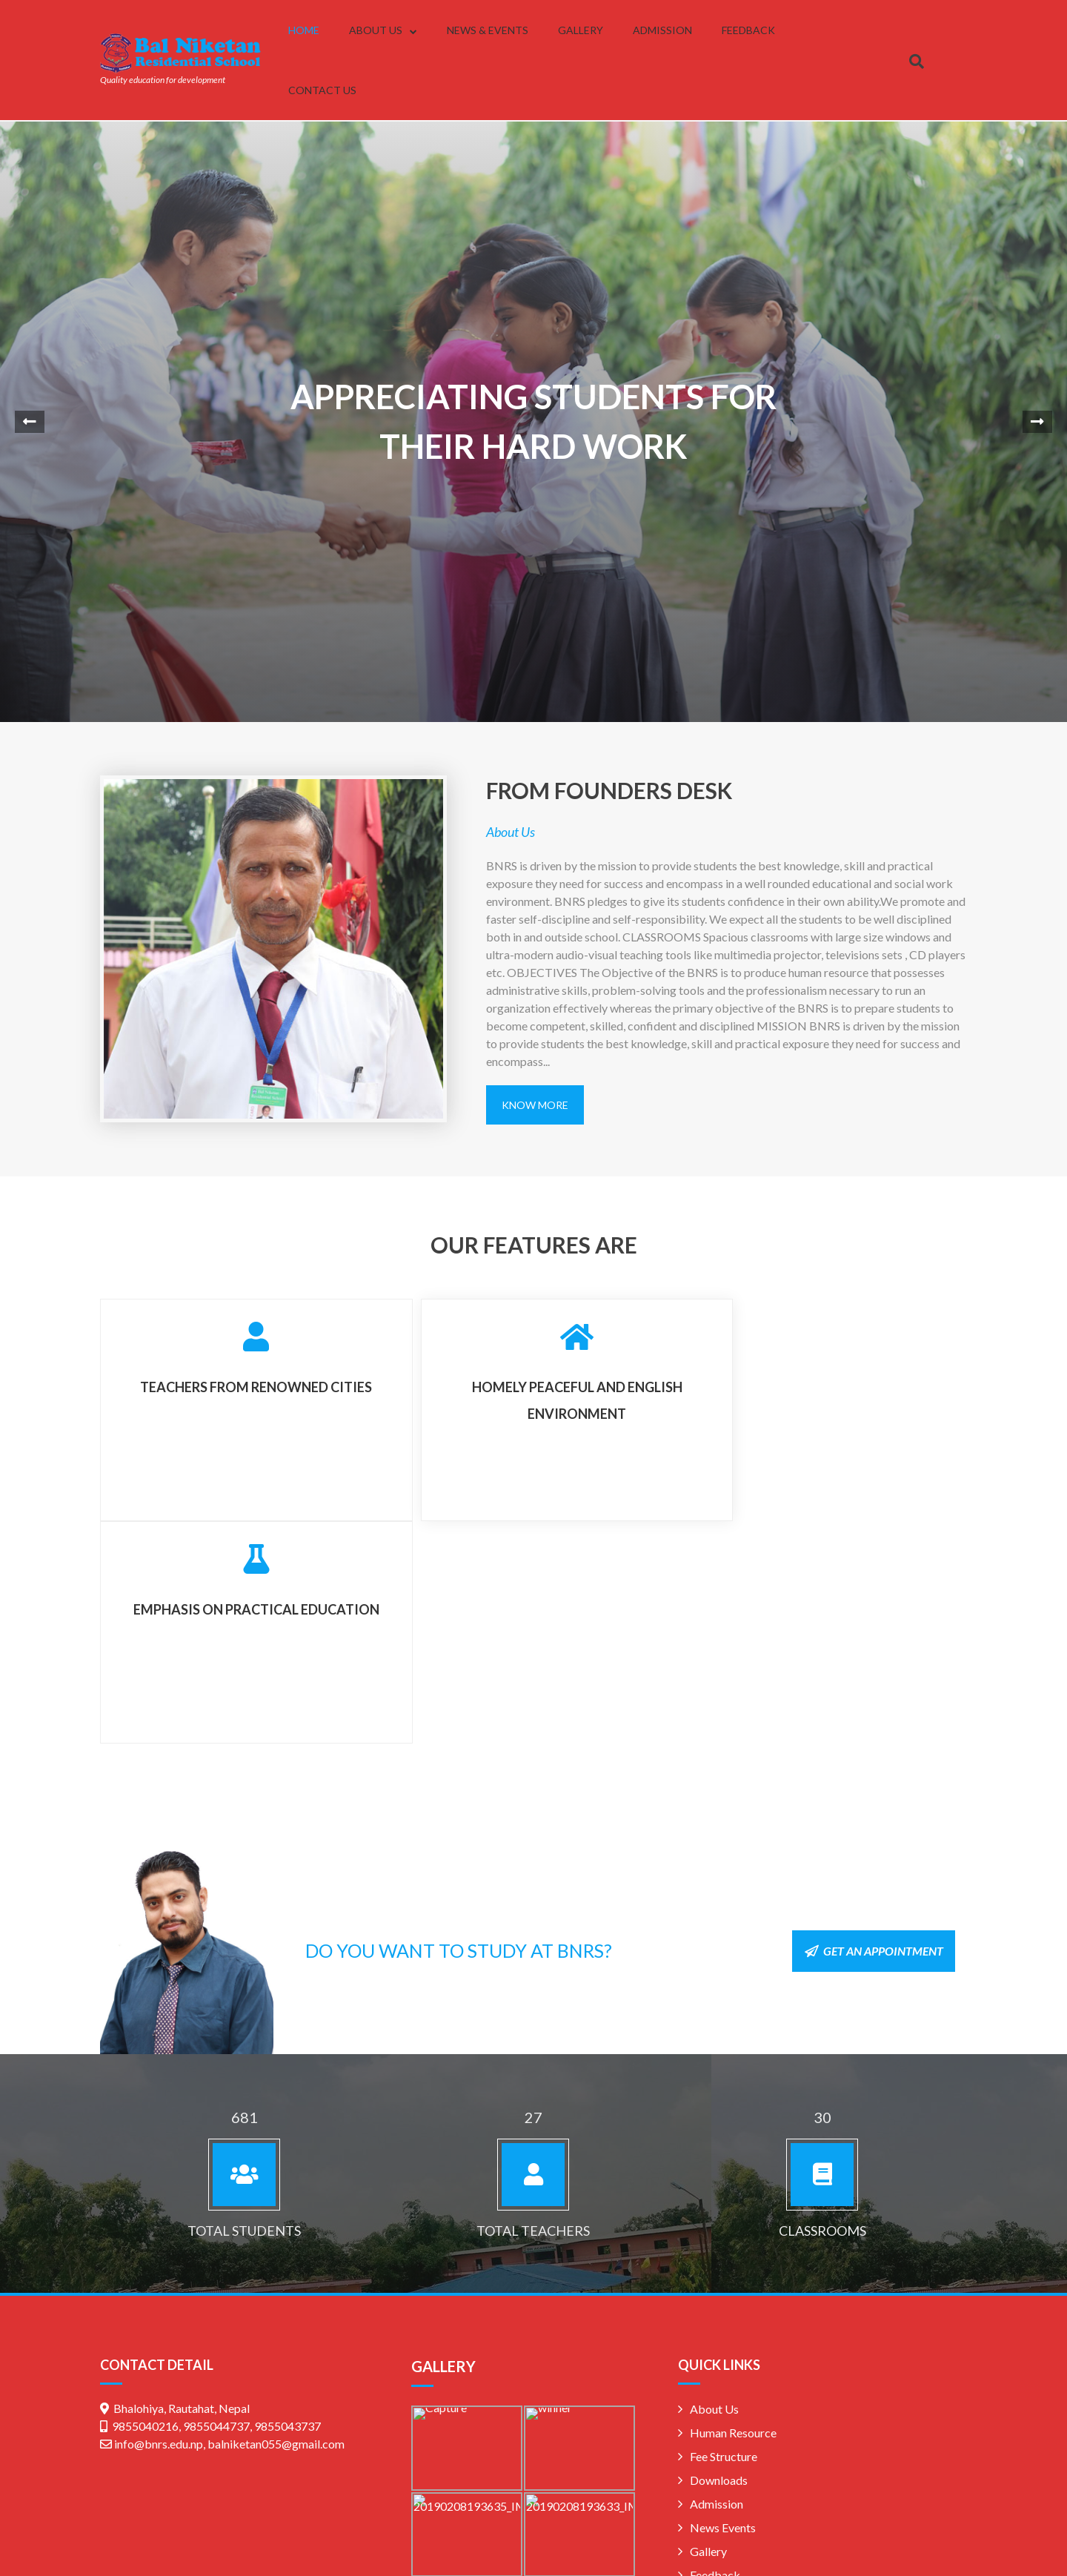 Bal Niketan
Residential School
Quality education for development
HOME
ABOUT US
NEWS & EVENTS
GALLERY
ADMISSION
FEEDBACK
CONTACT US
APPRECIATING STUDENTS FOR
THEIR HARD WORK
FROM FOUNDERS DESK
About Us
BNRS is driven by the mission to provide students the best knowledge, skill and practical
exposure they need for success and encompass in a well rounded educational and social work
environment. BNRS pledges to give its students confidence in their own ability.We promote and
faster self-discipline and self-responsibility. We expect all the students to be well disciplined
both in and outside school. CLASSROOMS Spacious classrooms with large size windows and
ultra-modern audio-visual teaching tools like multimedia projector, televisions sets , CD players
etc. OBJECTIVES The Objective of the BNRS is to produce human resource that possesses
administrative skills, problem-solving tools and the professionalism necessary to run an
organization effectively whereas the primary objective of the BNRS is to prepare students to
become competent, skilled, confident and disciplined MISSION BNRS is driven by the mission
to provide students the best knowledge, skill and practical exposure they need for success and
encompass...
KNOW MORE
OUR FEATURES ARE
TEACHERS FROM RENOWNED CITIES
HOMELY PEACEFUL AND ENGLISH
ENVIRONMENT
EMPHASIS ON PRACTICAL EDUCATION
DO YOU WANT TO STUDY AT BNRS?
GET AN APPOINTMENT
681
TOTAL STUDENTS
27
TOTAL TEACHERS
30
CLASSROOMS
CONTACT DETAIL
Bhalohiya, Rautahat, Nepal
9855040216, 9855044737, 9855043737
info@bnrs.edu.np, balniketan055@gmail.com
GALLERY
Capture
winner
20190208193635_IM
20190208193633_IM
QUICK LINKS
About Us
Human Resource
Fee Structure
Downloads
Admission
News Events
Gallery
Feedback